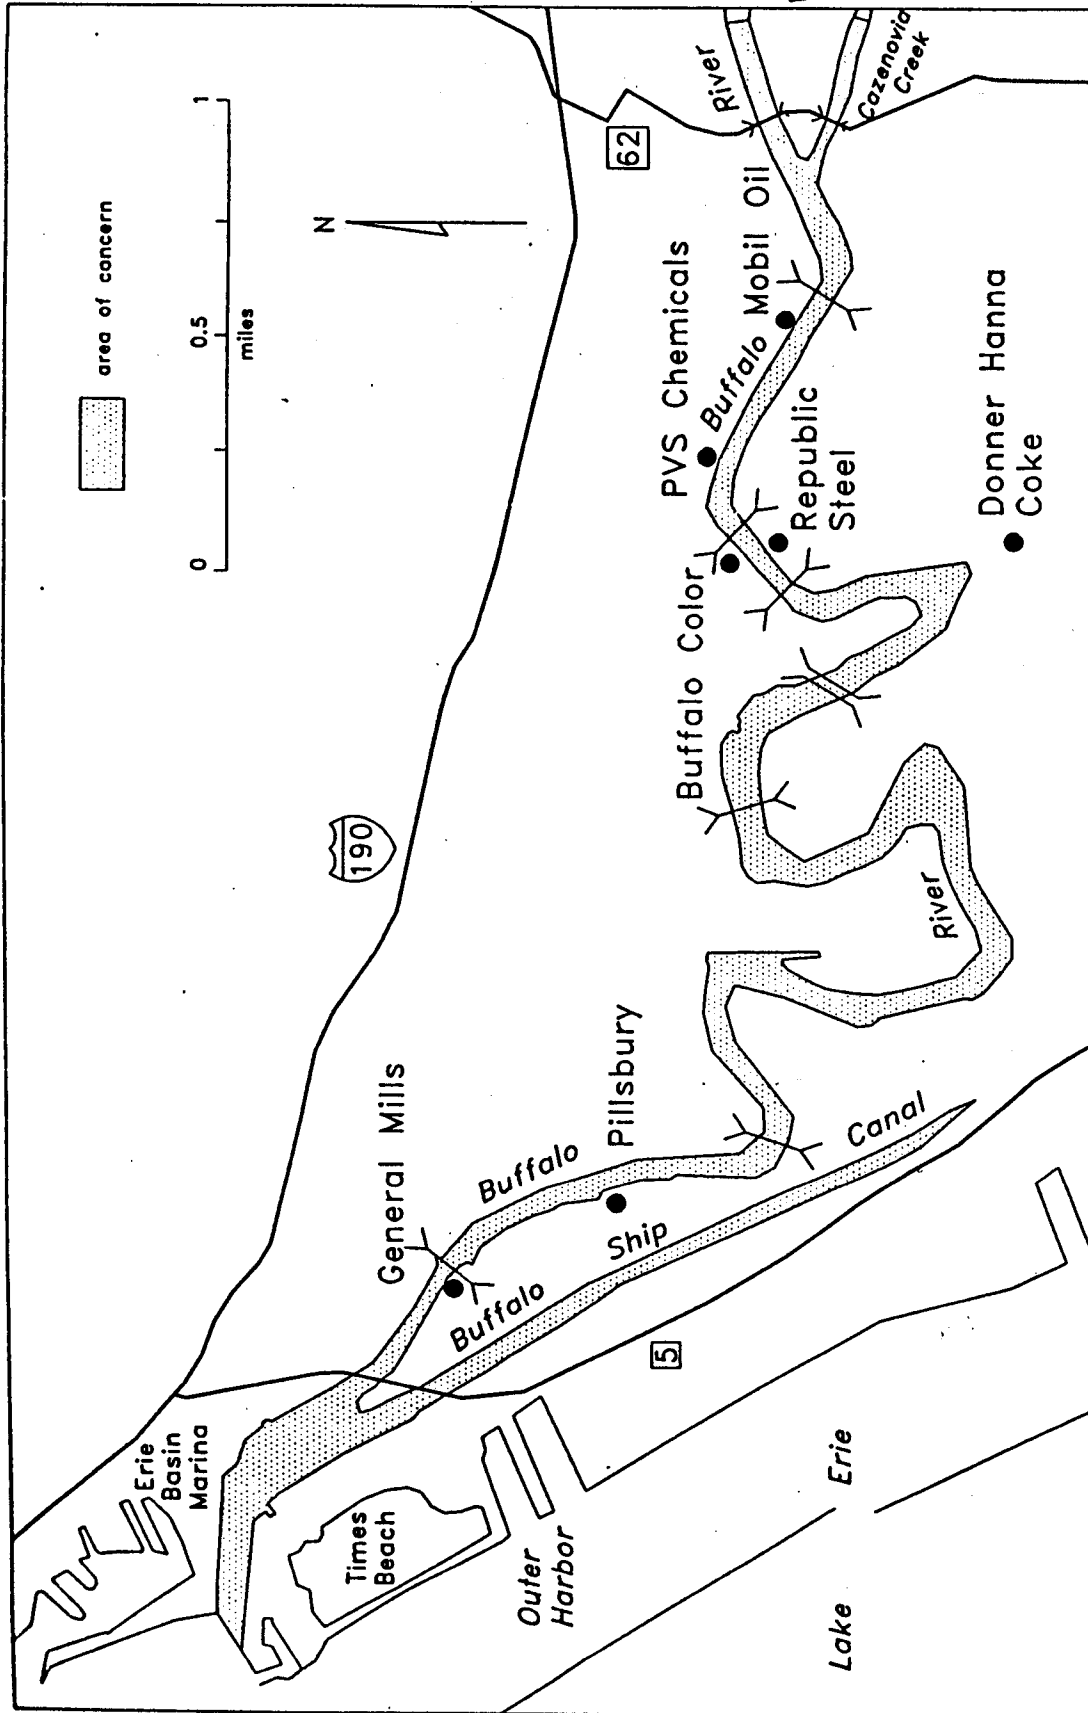 area of concern
0
0.5
1
miles
N
190
62
Erie
Basin
Marina
Times
Beach
Outer
Harbor
Lake Erie
5
General Mills
Pillsbury
Buffalo
Buffalo Ship Canal
River
Buffalo Color
PVS Chemicals
Republic
Steel
Buffalo
Mobil Oil
Donner Hanna
Coke
River
Cazenovia
Creek